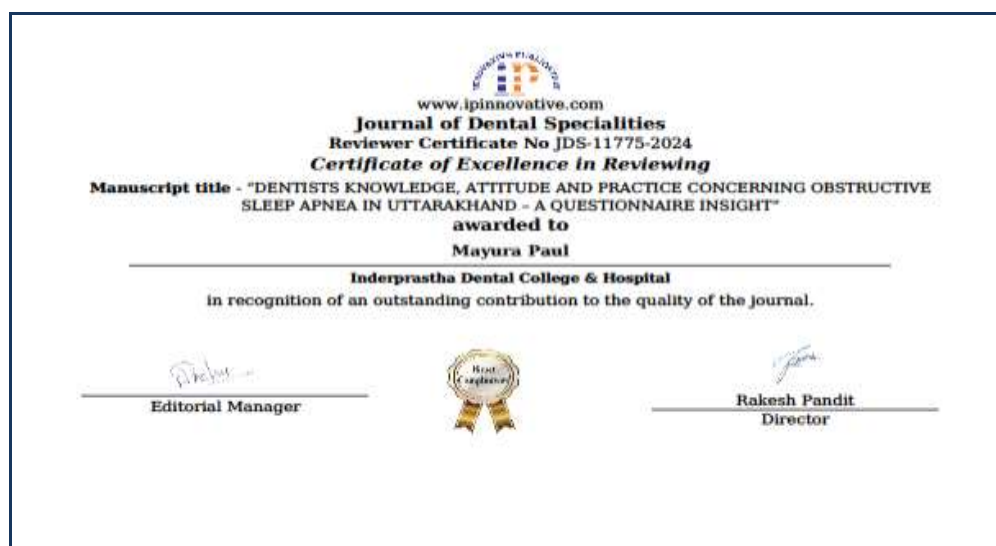 INNOVATIVE PUBLICATION
ip
www.ipinnovative.com
Journal of Dental Specialities
Reviewer Certificate No JDS-11775-2024
Certificate of Excellence in Reviewing
Manuscript title - "DENTISTS KNOWLEDGE, ATTITUDE AND PRACTICE CONCERNING OBSTRUCTIVE
SLEEP APNEA IN UTTARAKHAND – A QUESTIONNAIRE INSIGHT"
awarded to
Mayura Paul
Inderprastha Dental College & Hospital
in recognition of an outstanding contribution to the quality of the journal.
Editorial Manager
Rakesh Pandit
Director